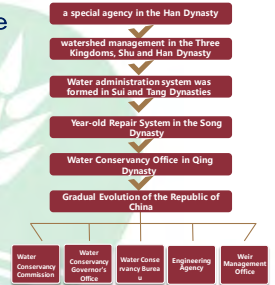 e
a special agency in the Han Dynasty
watershed management in the Three
Kingdoms, Shu and Han Dynasty
Water administration system was
formed in Sui and Tang Dynasties
Year-old Repair System in the Song
Dynasty
Water Conservancy Office in Qing
Dynasty
Gradual Evolution of the Republic of
China
Water
Conservancy
Commission
Water
Conservancy
Governor's
Office
Water Conse
rvancy Burea
u
Engineering
Agency
Weir
Management
Office